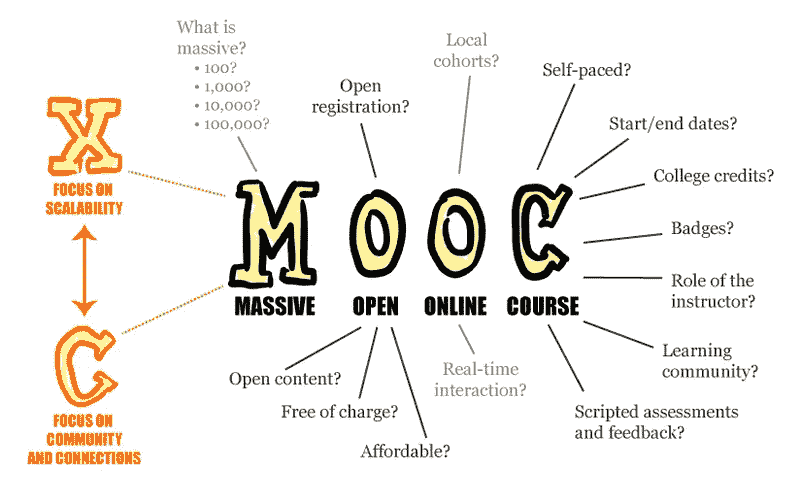 What is
massive?
• 100?
• 1,000?
• 10,000?
• 100,000?
Open
registration?
Local
cohorts?
Self-paced?
Start/end dates?
College credits?
Badges?
Role of the
instructor?
Learning
community?
Scripted assessments
and feedback?
X
FOCUS ON
SCALABILITY
C
FOCUS ON
COMMUNITY
AND CONNECTIONS
MOOC
MASSIVE OPEN ONLINE COURSE
Open content?
Free of charge?
Affordable?
Real-time
interaction?